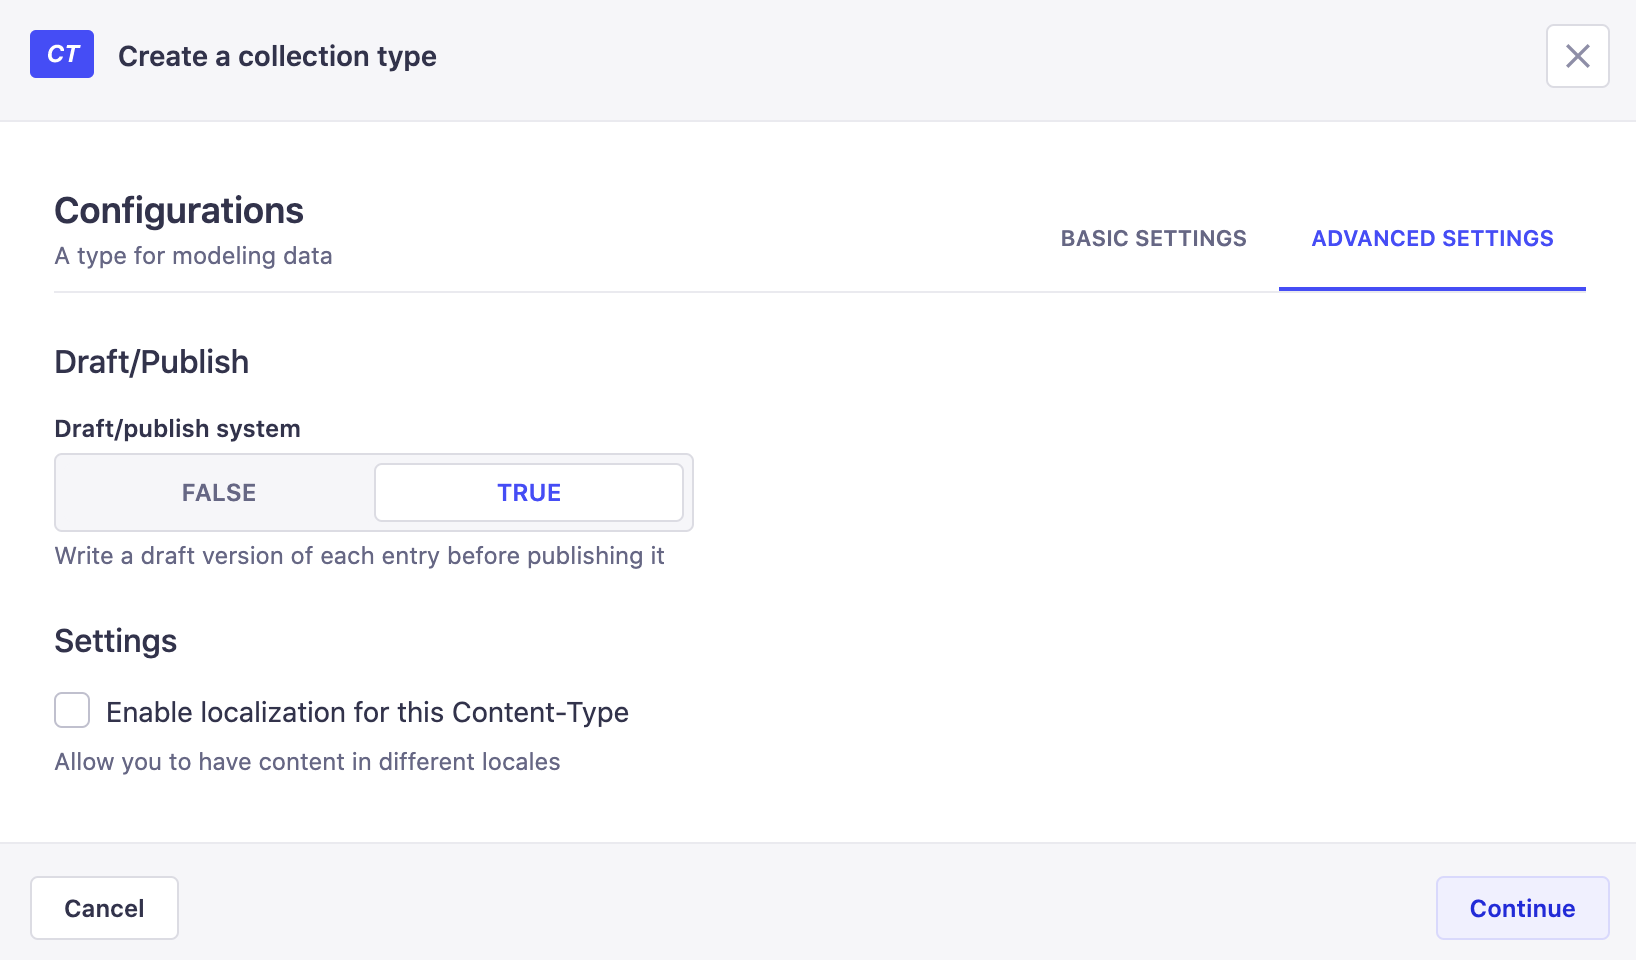 CT Create a collection type
Configurations
A type for modeling data
BASIC SETTINGS ADVANCED SETTINGS
Draft/Publish
Draft/publish system
FALSE TRUE
Write a draft version of each entry before publishing it
Settings
Enable localization for this Content-Type
Allow you to have content in different locales
Cancel Continue